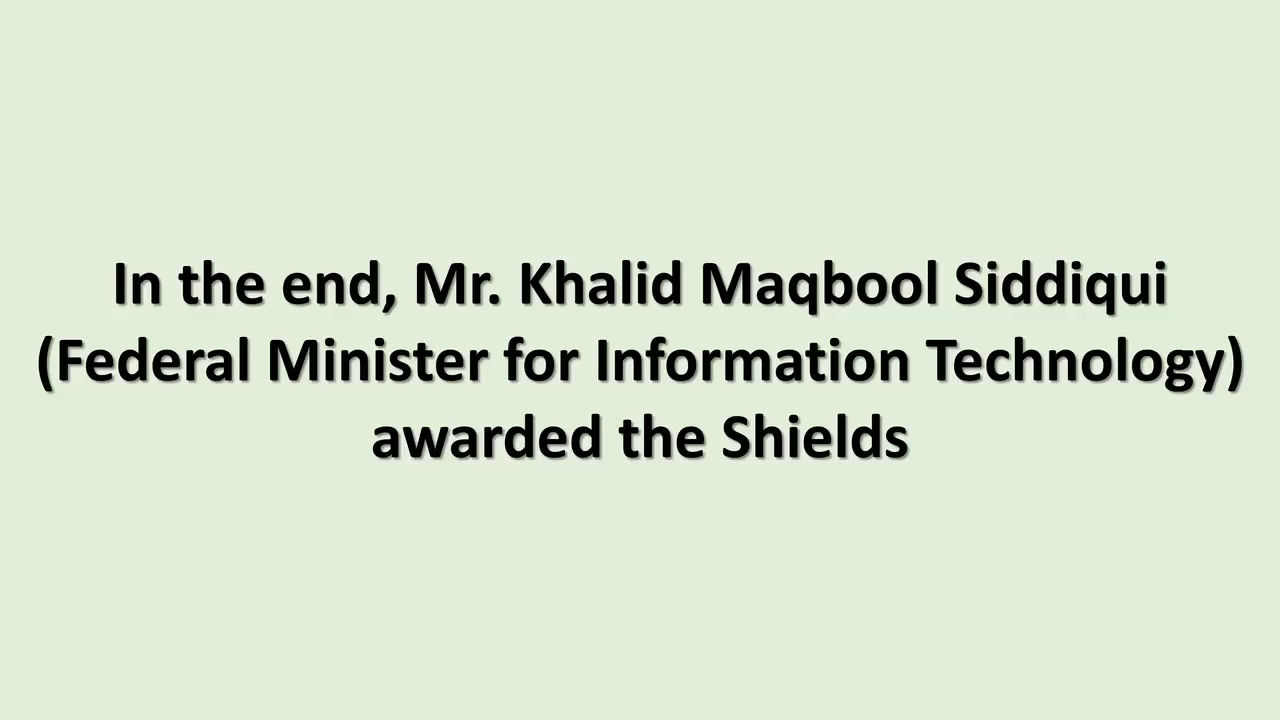 In the end, Mr. Khalid Maqbool Siddiqui
(Federal Minister for Information Technology)
awarded the Shields